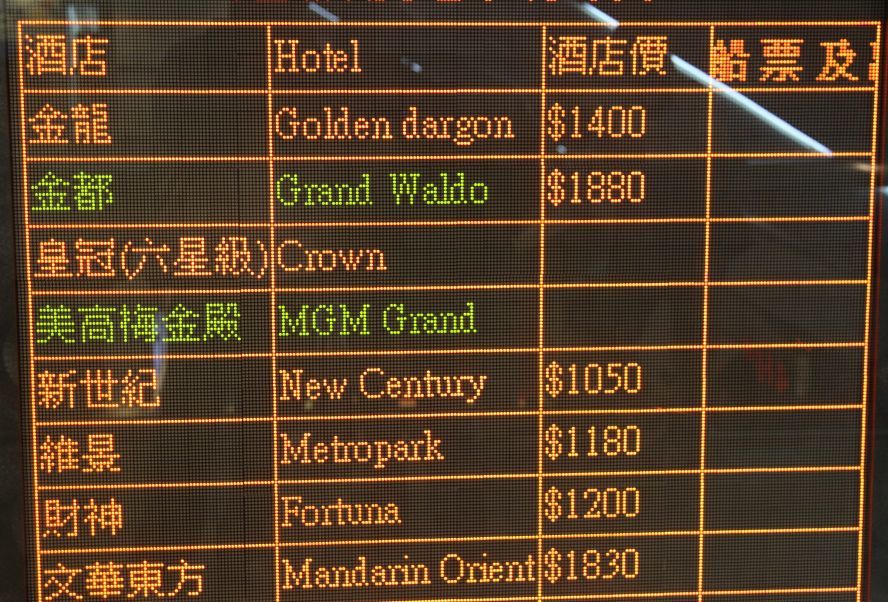 酒店 Hotel 酒店價 船票及
金龍 Golden dargon $1400
金都 Grand Waldo $1880
皇冠(六星級) Crown
美高梅金殿 MGM Grand
新世紀 New Century $1050
維景 Metropark $1180
財神 Fortuna $1200
文華東方 Mandarin Orient $1830